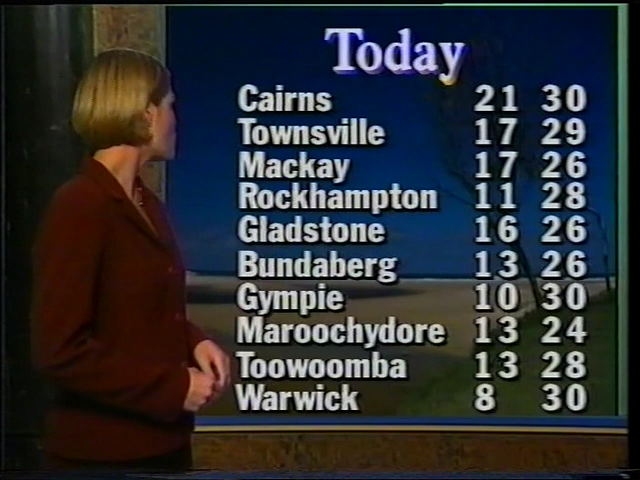 Today
Cairns 21 30
Townsville 17 29
Mackay 17 26
Rockhampton 11 28
Gladstone 16 26
Bundaberg 13 26
Gympie 10 30
Maroochydore 13 24
Toowoomba 13 28
Warwick 8 30